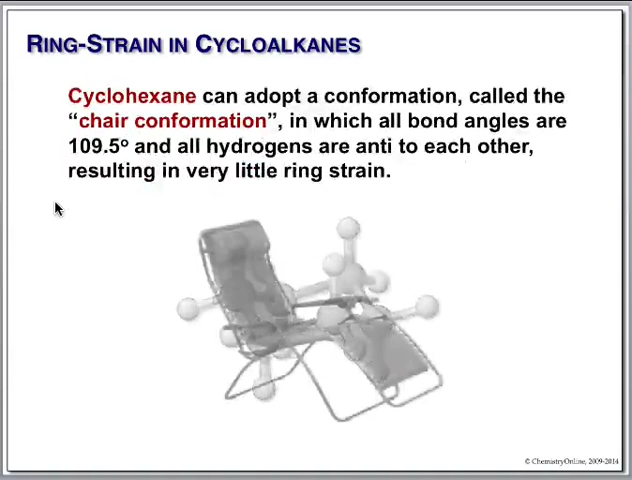 RING-STRAIN IN CYCLOALKANES
Cyclohexane can adopt a conformation, called the
“chair conformation”, in which all bond angles are
109.5º and all hydrogens are anti to each other,
resulting in very little ring strain.
© ChemistryOnline, 2009-2014